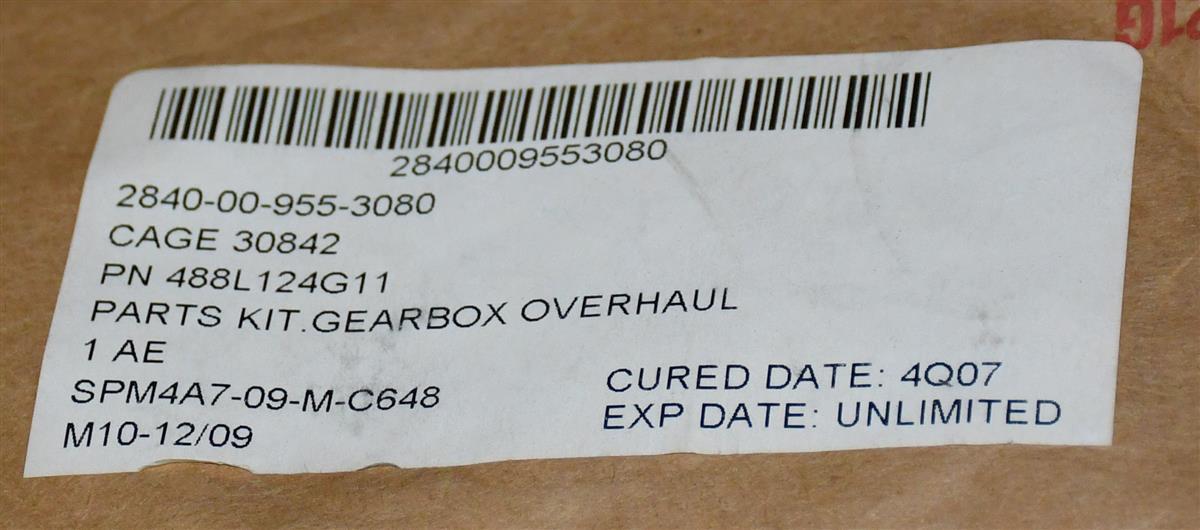 2840009553080
2840-00-955-3080
CAGE 30842
PN 488L124G11
PARTS KIT.GEARBOX OVERHAUL
1 AE
SPM4A7-09-M-C648
M10-12/09
CURED DATE: 4Q07
EXP DATE: UNLIMITED